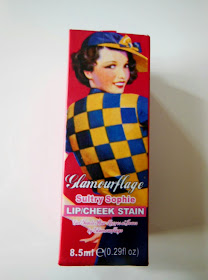 Glamourflage
Sultry Sophie
LIP/CHEEK STAIN
8.5ml e (0.29fl oz)